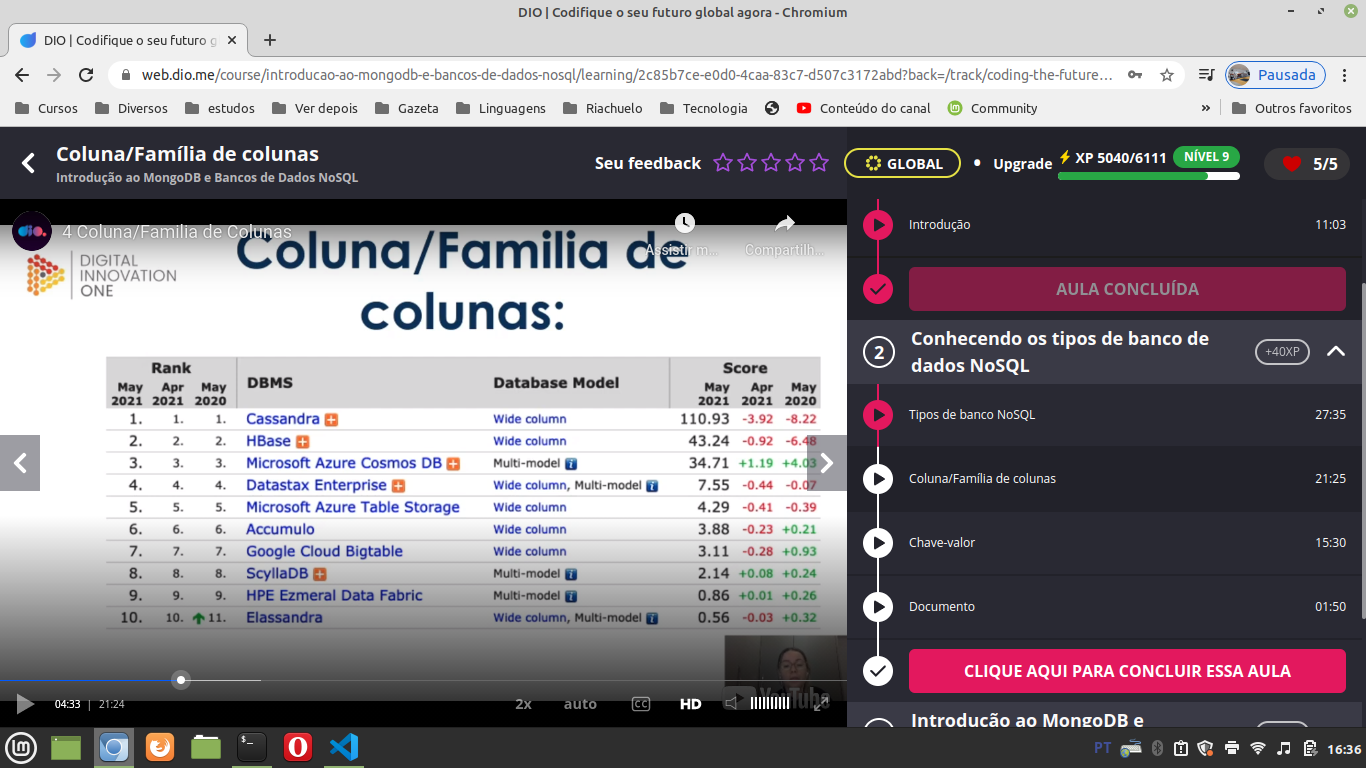 DIO | Codifique o seu futuro global agora - Chromium
DIO | Codifique o seu futuro g
web.dio.me/course/introducao-ao-mongodb-e-bancos-de-dados-nosql/learning/2c85b7ce-e0d0-4caa-83c7-d507c3172abd?back=/track/coding-the-future…
Pausada
Cursos Diversos estudos Ver depois Gazeta Linguagens Riachuelo Tecnologia Conteúdo do canal Community » Outros favoritos
Coluna/Família de colunas
Introdução ao MongoDB e Bancos de Dados NoSQL
Seu feedback
GLOBAL • Upgrade XP 5040/6111 NÍVEL 9 5/5
dio.
4 Coluna/Familia de Colunas
Assistir m... Compartilh...
DIGITAL
INNOVATION
ONE
Coluna/Familia de
colunas:
Rank DBMS Database Model Score
May 2021 Apr 2021 May 2020 May 2021 Apr 2021 May 2020
1. 1. 1. Cassandra Wide column 110.93 -3.92 -8.22
2. 2. 2. HBase Wide column 43.24 -0.92 -6.48
3. 3. 3. Microsoft Azure Cosmos DB Multi-model 34.71 +1.19 +4.03
4. 4. 4. Datastax Enterprise Wide column, Multi-model 7.55 -0.44 -0.07
5. 5. 5. Microsoft Azure Table Storage Wide column 4.29 -0.41 -0.39
6. 6. 6. Accumulo Wide column 3.88 -0.23 +0.21
7. 7. 7. Google Cloud Bigtable Wide column 3.11 -0.28 +0.93
8. 8. 8. ScyllaDB Multi-model 2.14 +0.08 +0.24
9. 9. 9. HPE Ezmeral Data Fabric Multi-model 0.86 +0.01 +0.26
10. 10. 11. Elassandra Wide column, Multi-model 0.56 -0.03 +0.32
04:33 | 21:24 2x auto CC HD YouTube
Introdução 11:03
AULA CONCLUÍDA
2 Conhecendo os tipos de banco de
dados NoSQL
+40XP
Tipos de banco NoSQL 27:35
Coluna/Família de colunas 21:25
Chave-valor 15:30
Documento 01:50
CLIQUE AQUI PARA CONCLUIR ESSA AULA
Introdução ao MongoDB e
PT 16:36